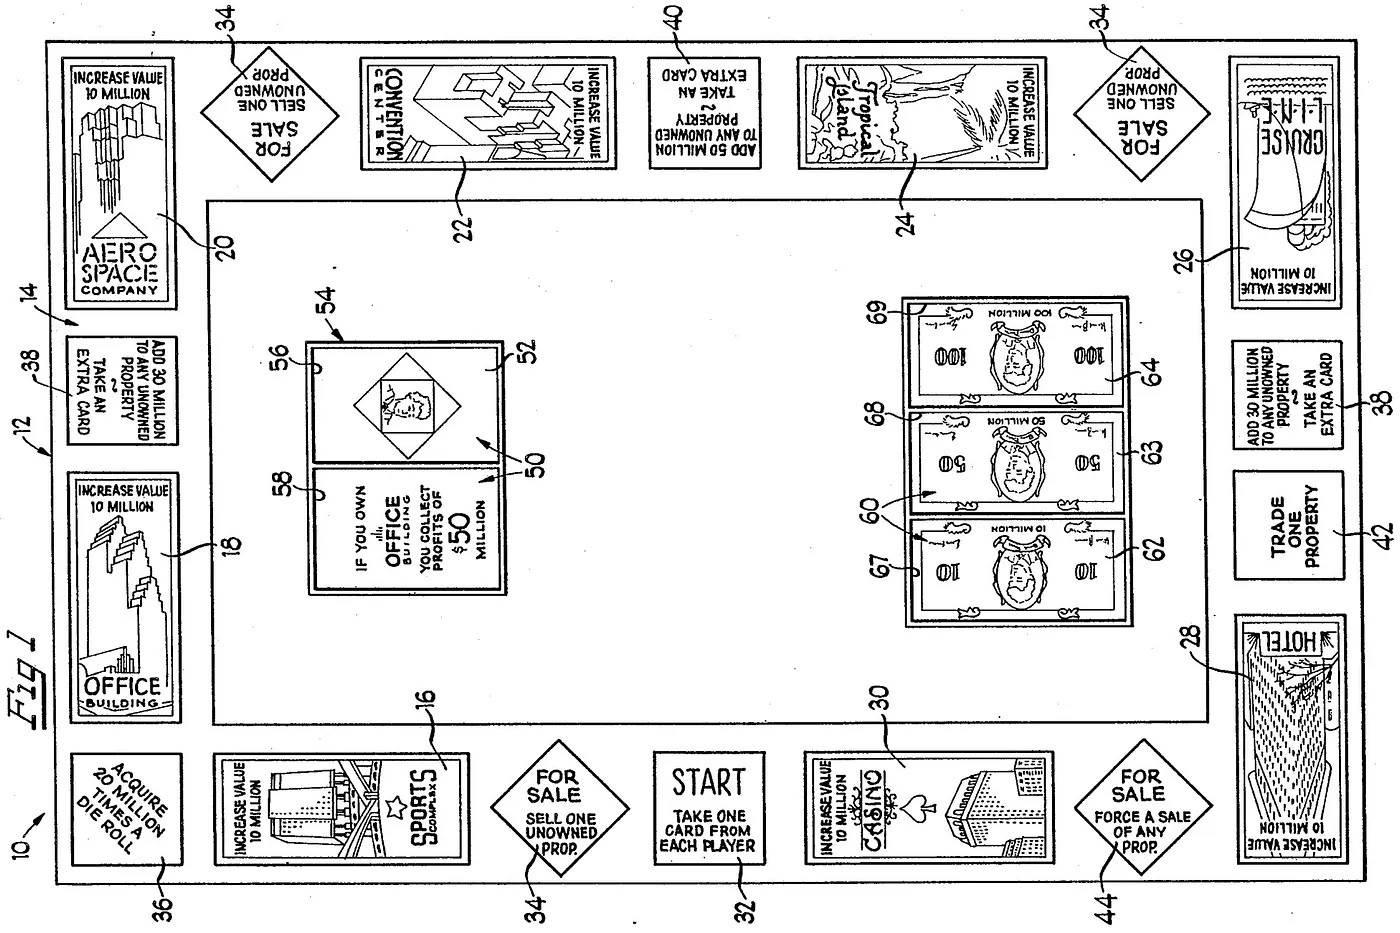 Fig 1
10
12
14
36
ACQUIRE
20 MILLION
TIMES A
DIE ROLL
INCREASE VALUE
10 MILLION
OFFICE
BUILDING
18
38
ADD 30 MILLION
TO ANY UNOWNED
PROPERTY
TAKE AN
EXTRA CARD
INCREASE VALUE
10 MILLION
AERO
SPACE
COMPANY
20
34
FOR
SALE
SELL ONE
UNOWNED
PROP.
CONVENTION
CENTER
INCREASE VALUE
10 MILLION
22
40
ADD 50 MILLION
TO ANY UNOWNED
PROPERTY
TAKE AN
EXTRA CARD
Tropical
Island
INCREASE VALUE
10 MILLION
24
34
FOR
SALE
SELL ONE
UNOWNED
PROP.
CRUISE
LINE
INCREASE VALUE
10 MILLION
26
ADD 30 MILLION
TO ANY UNOWNED
PROPERTY
TAKE AN
EXTRA CARD
38
TRADE
ONE
PROPERTY
42
HOTEL
INCREASE VALUE
10 MILLION
28
FOR
SALE
FORCE A SALE
OF ANY
PROP.
44
INCREASE VALUE
10 MILLION
CASINO
30
START
TAKE ONE
CARD FROM
EACH PLAYER
32
FOR
SALE
SELL ONE
UNOWNED
PROP.
34
INCREASE VALUE
10 MILLION
SPORTS
COMPLEX
16
54
56
52
50
58
50
IF YOU OWN
OFFICE
BUILDING
YOU COLLECT
PROFITS OF
$50
MILLION
69
100
100 MILLION
100
64
68
50
50 MILLION
50
63
60
67
10
10 MILLION
10
62